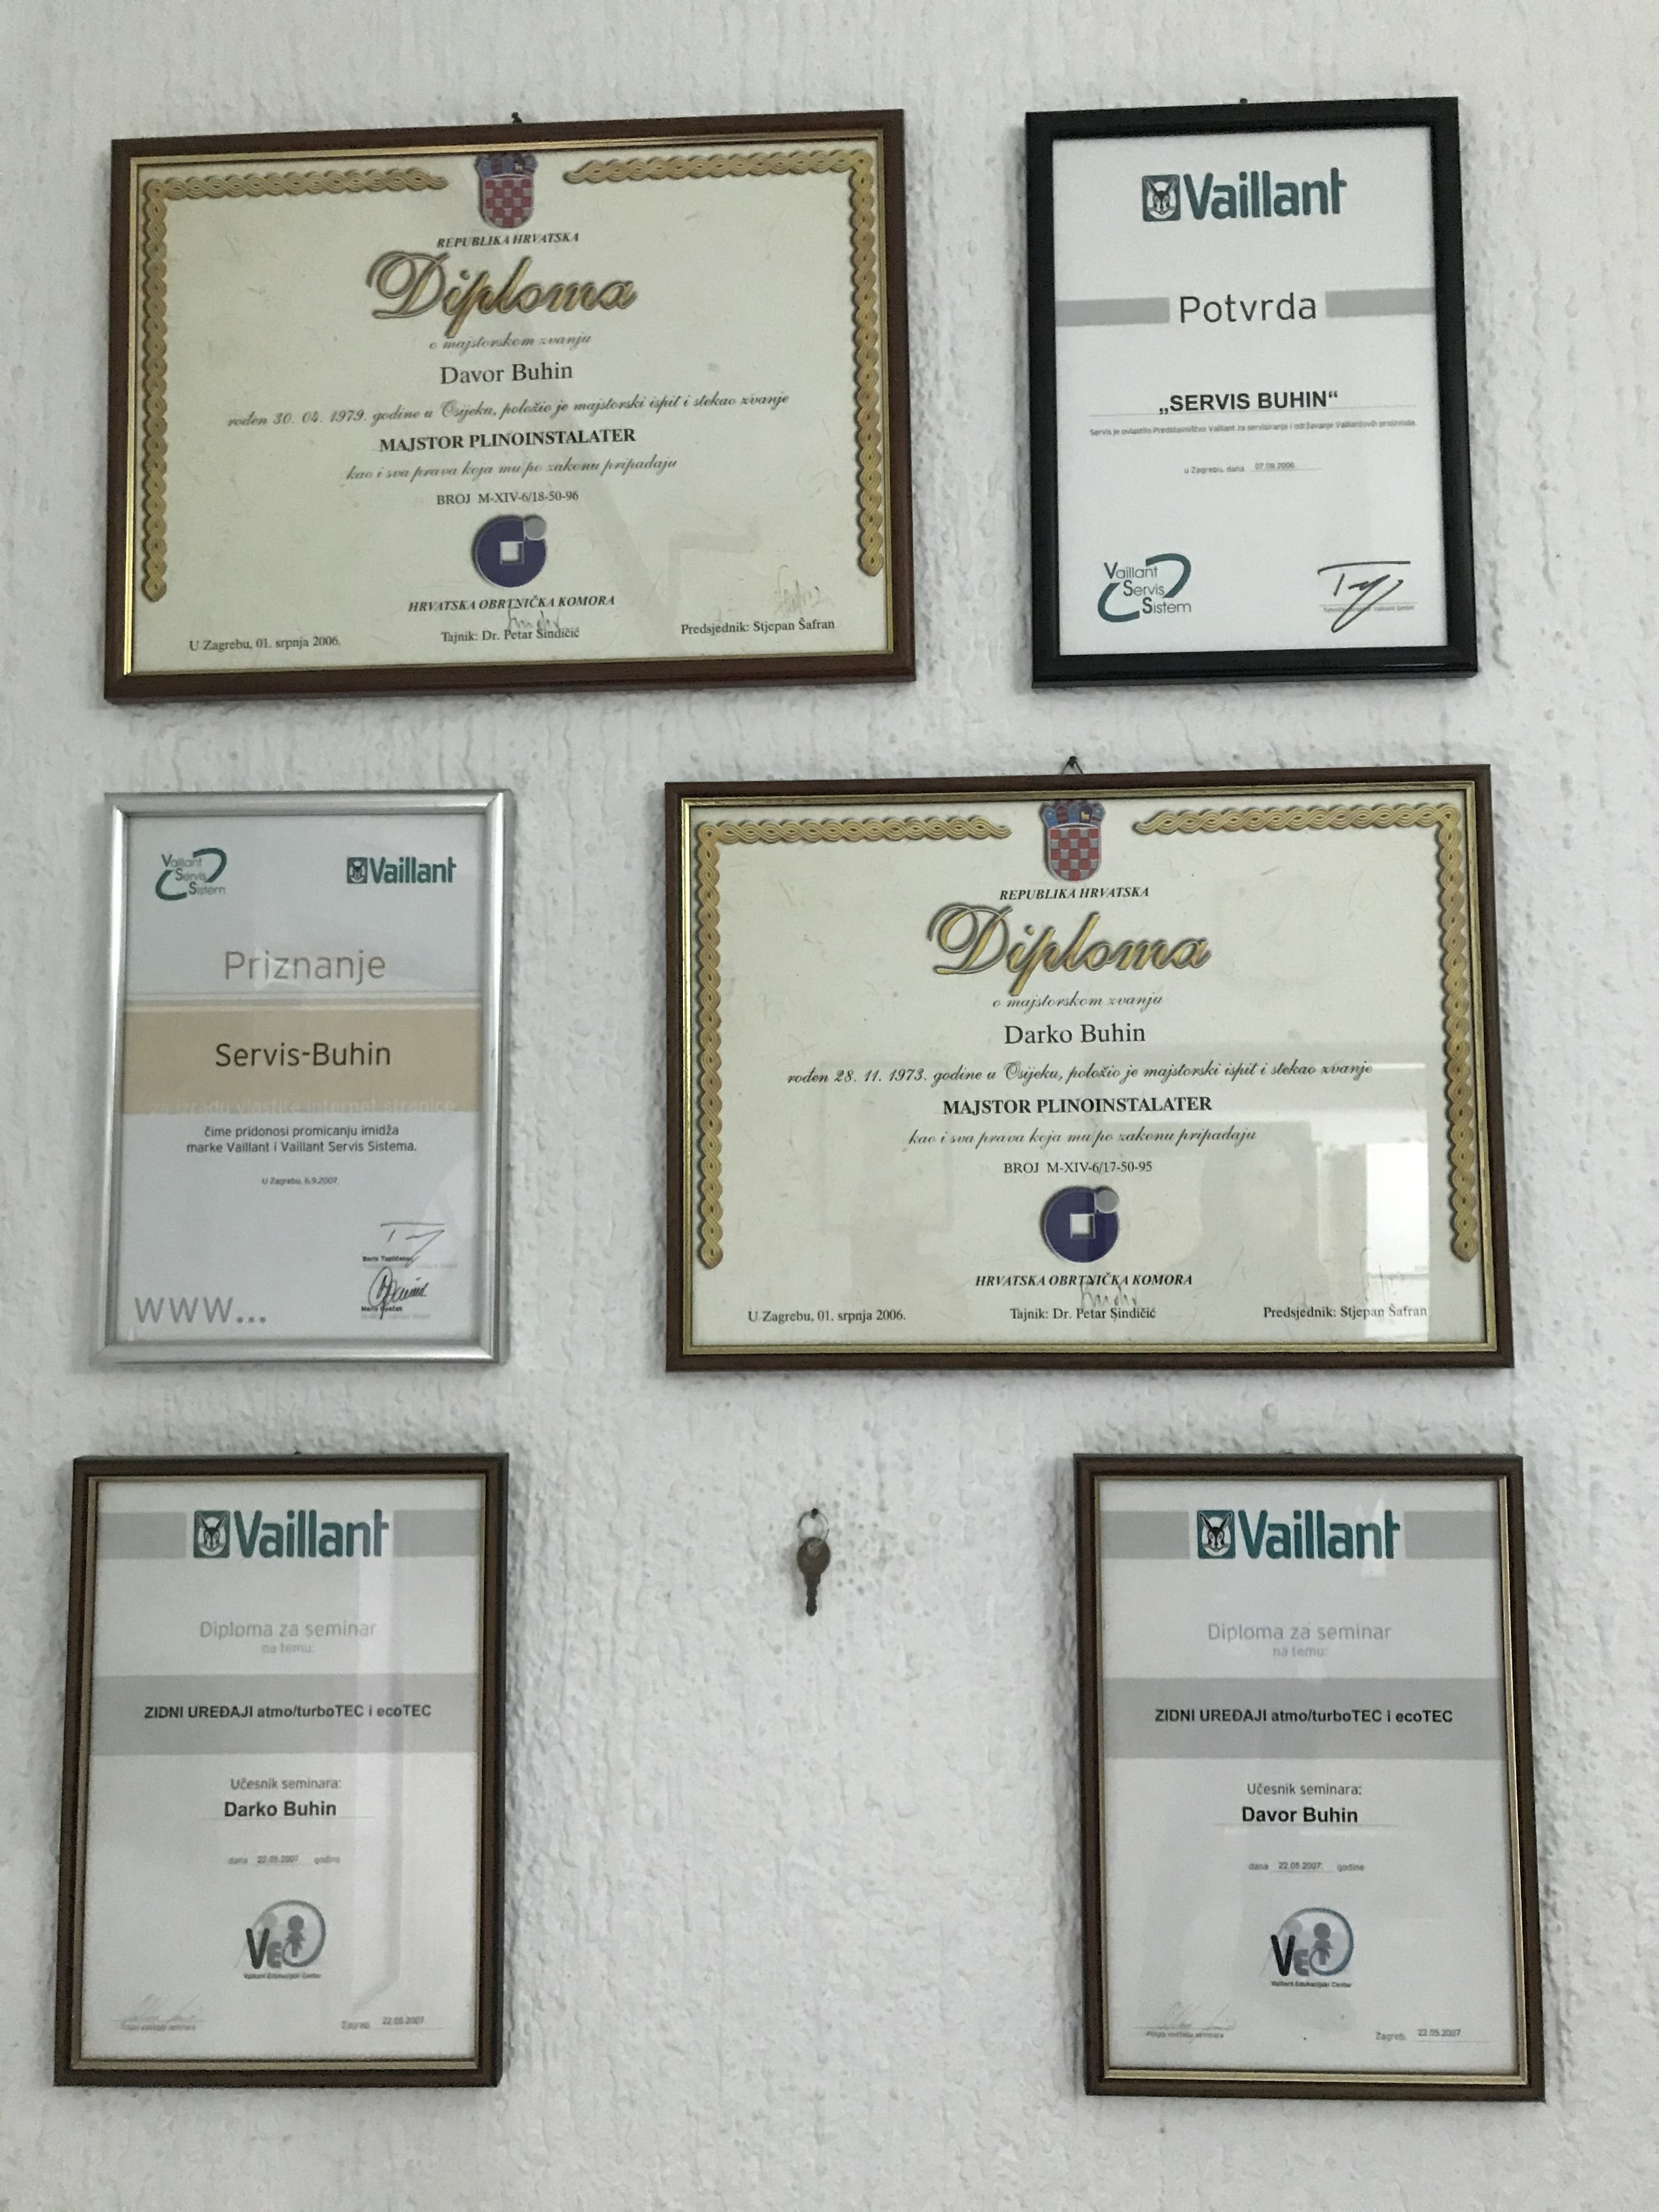 REPUBLIKA HRVATSKA
Diploma
o majstorskom zvanju
Davor Buhin
rođen 30. 04. 1979. godine u Osijeku, položio je majstorski ispit i stekao zvanje
MAJSTOR PLINOINSTALATER
kao i sva prava koja mu po zakonu pripadaju
BROJ M-XIV-6/18-50-96
HRVATSKA OBRTNIČKA KOMORA
U Zagrebu, 01. srpnja 2006.
Tajnik: Dr. Petar Sindičić
Predsjednik: Stjepan Šafran
Vaillant
Potvrda
„SERVIS BUHIN“
Servis je ovlastilo Predstavništvo Vaillant za servisiranje i održavanje Vaillantovih proizvoda.
u Zagrebu, dana 07.09.2006.
Vaillant
Servis
Sistem
Vaillant
Servis
Sistem
Vaillant
Priznanje
Servis-Buhin
za izradu vlastite internet stranice
čime pridonosi promicanju imidža
marke Vaillant i Vaillant Servis Sistema.
U Zagrebu, 6.9.2007.
www...
REPUBLIKA HRVATSKA
Diploma
o majstorskom zvanju
Darko Buhin
rođen 28. 11. 1973. godine u Osijeku, položio je majstorski ispit i stekao zvanje
MAJSTOR PLINOINSTALATER
kao i sva prava koja mu po zakonu pripadaju
BROJ M-XIV-6/17-50-95
HRVATSKA OBRTNIČKA KOMORA
U Zagrebu, 01. srpnja 2006.
Tajnik: Dr. Petar Sindičić
Predsjednik: Stjepan Šafran
Vaillant
Diploma za seminar
na temu:
ZIDNI UREĐAJI atmo/turboTEC i ecoTEC
Učesnik seminara:
Darko Buhin
dana 22.05.2007. godine
VEC
Vaillant Edukacijski Centar
Zagreb, 22.05.2007.
Vaillant
Diploma za seminar
na temu:
ZIDNI UREĐAJI atmo/turboTEC i ecoTEC
Učesnik seminara:
Davor Buhin
dana 22.05.2007. godine
VEC
Vaillant Edukacijski Centar
Zagreb, 22.05.2007.